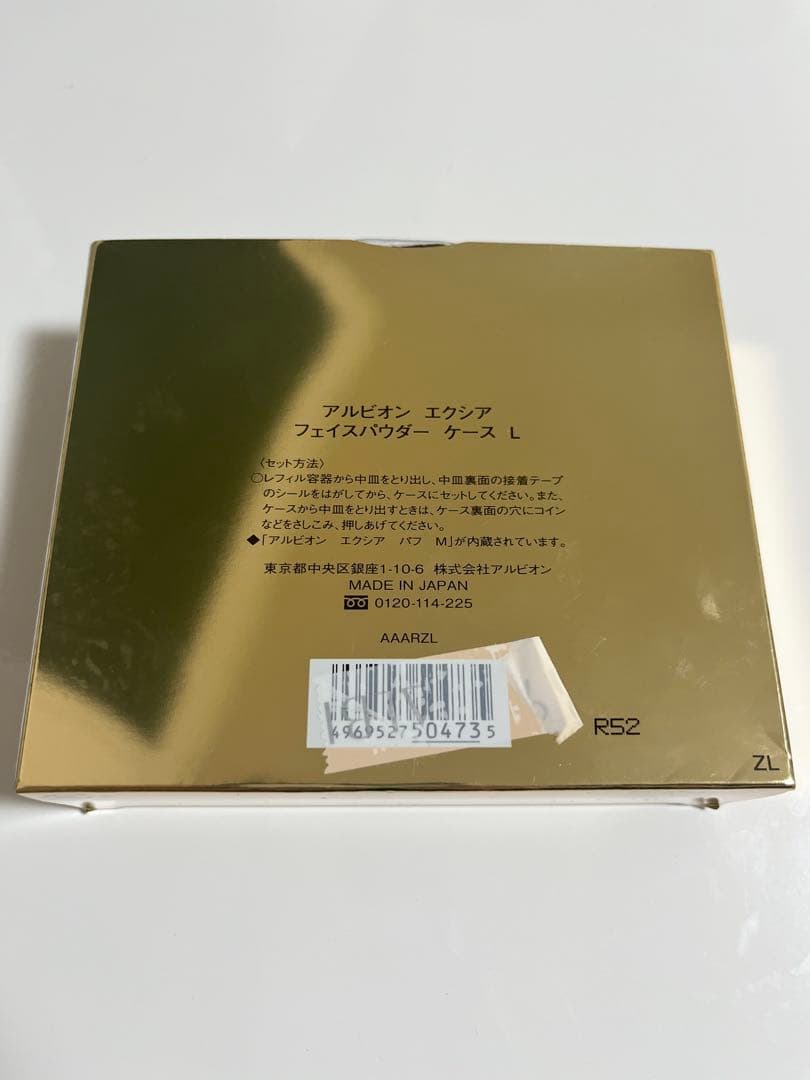 アルビオン エクシア
フェイスパウダー ケース L
〈セット方法〉
○レフィル容器から中皿をとり出し、中皿裏面の接着テープ
のシールをはがしてから、ケースにセットしてください。また、
ケースから中皿をとり出すときは、ケース裏面の穴にコイン
などをさしこみ、押しあげてください。
◆「アルビオン エクシア パフ M」が内蔵されています。
東京都中央区銀座1-10-6 株式会社アルビオン
MADE IN JAPAN
0120-114-225
AAARZL
4969527504735
R52
ZL